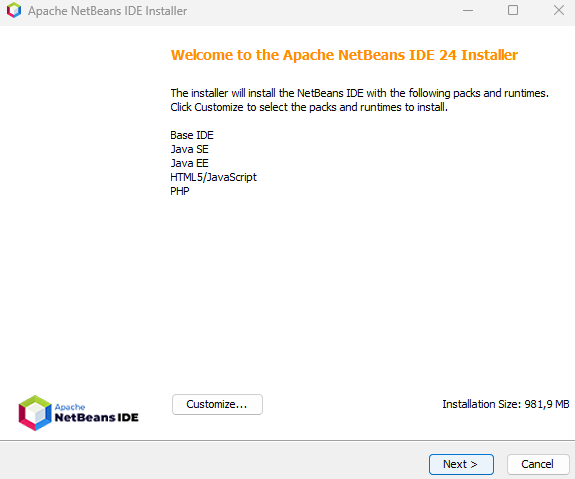 Apache NetBeans IDE Installer
Welcome to the Apache NetBeans IDE 24 Installer
The installer will install the NetBeans IDE with the following packs and runtimes.
Click Customize to select the packs and runtimes to install.
Base IDE
Java SE
Java EE
HTML5/JavaScript
PHP
Apache
NetBeans IDE
Customize...
Installation Size: 981,9 MB
Next >
Cancel